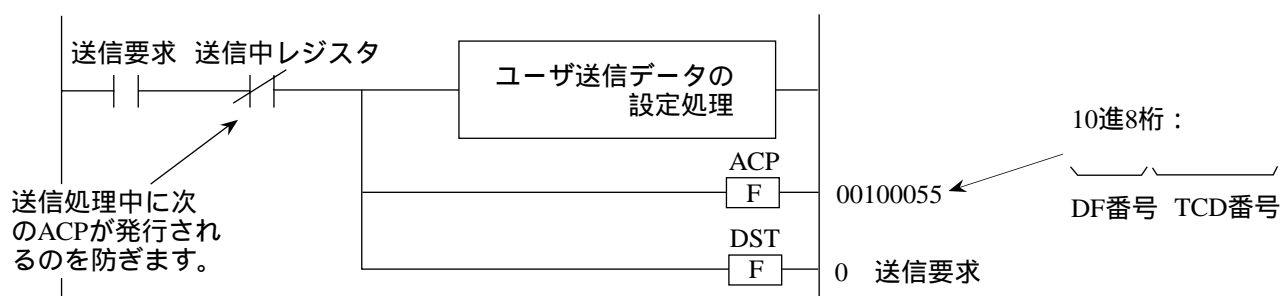 送信要求 送信中レジスタ
ユーザ送信データの
設定処理
10進8桁：
ACP
F
00100055
DF番号 TCD番号
送信処理中に次
のACPが発行され
るのを防ぎます。
DST
F
0 送信要求